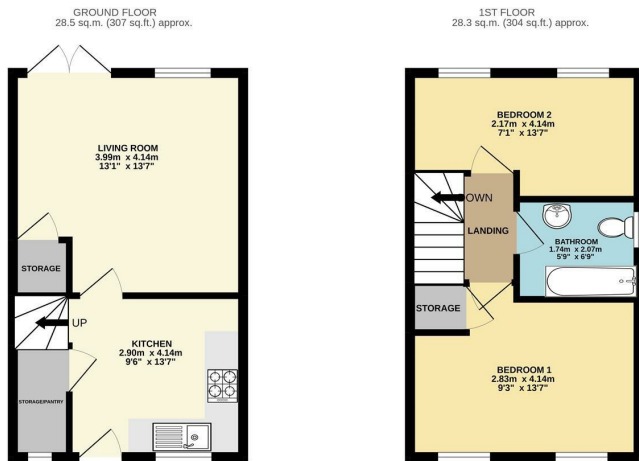 GROUND FLOOR
28.5 sq.m. (307 sq.ft.) approx.
LIVING ROOM
3.99m x 4.14m
13'1" x 13'7"
STORAGE
UP
KITCHEN
2.90m x 4.14m
9'6" x 13'7"
STORAGE/PANTRY
1ST FLOOR
28.3 sq.m. (304 sq.ft.) approx.
BEDROOM 2
2.17m x 4.14m
7'1" x 13'7"
OWN
LANDING
BATHROOM
1.74m x 2.07m
5'9" x 6'9"
STORAGE
BEDROOM 1
2.83m x 4.14m
9'3" x 13'7"